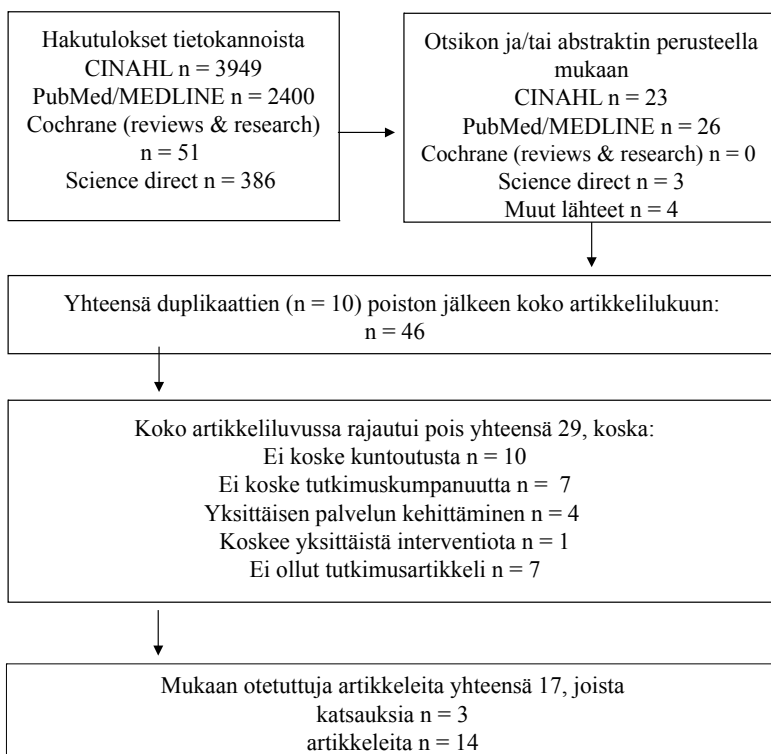 Hakutulokset tietokannoista
CINAHL n = 3949
PubMed/MEDLINE n = 2400
Cochrane (reviews & research)
n = 51
Science direct n = 386
Otsikon ja/tai abstraktin perusteella
mukaan
CINAHL n = 23
PubMed/MEDLINE n = 26
Cochrane (reviews & research) n = 0
Science direct n = 3
Muut lähteet n = 4
Yhteensä duplikaattien (n = 10) poiston jälkeen koko artikkelilukuun:
n = 46
Koko artikkeliluvussa rajautui pois yhteensä 29, koska:
Ei koske kuntoutusta n = 10
Ei koske tutkimuskumpanuutta n = 7
Yksittäisen palvelun kehittäminen n = 4
Koskee yksittäistä interventiota n = 1
Ei ollut tutkimusartikkeli n = 7
Mukaan otetuttuja artikkeleita yhteensä 17, joista
katsauksia n = 3
artikkeleita n = 14